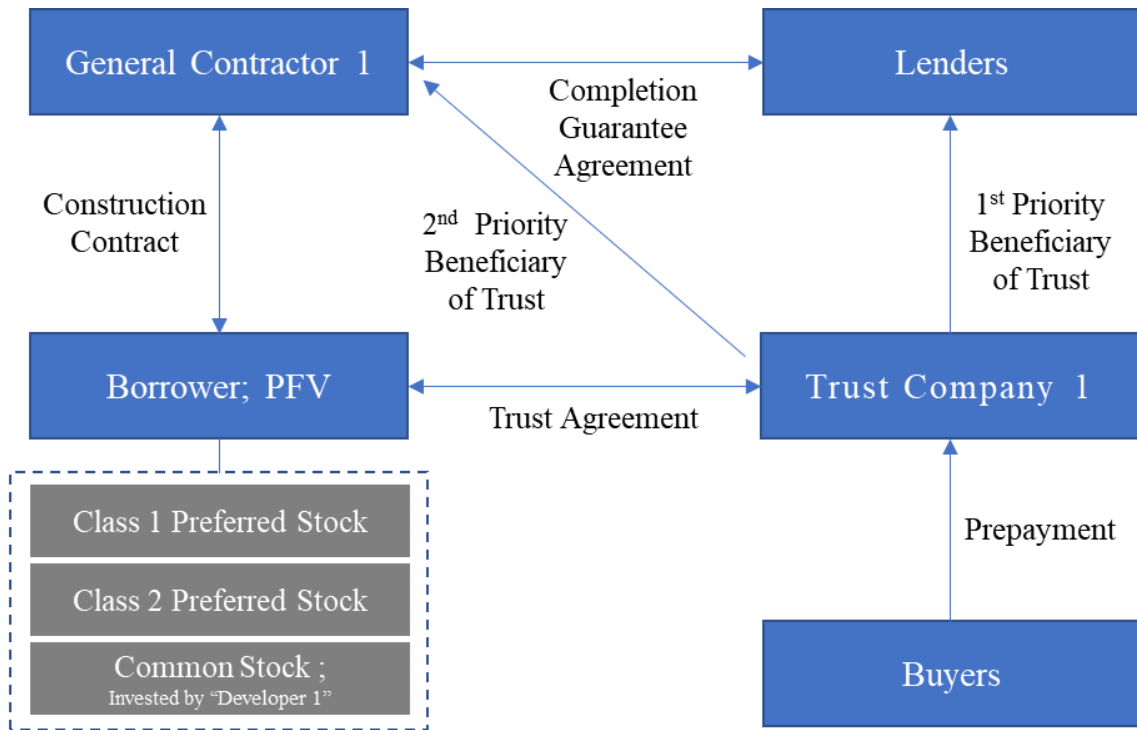 General Contractor 1
Lenders
Completion
Guarantee
Agreement
Construction
Contract
2nd Priority
Beneficiary
of Trust
1st Priority
Beneficiary
of Trust
Borrower; PFV
Trust Company 1
Trust Agreement
Class 1 Preferred Stock
Class 2 Preferred Stock
Common Stock ;
Invested by “Developer 1”
Prepayment
Buyers